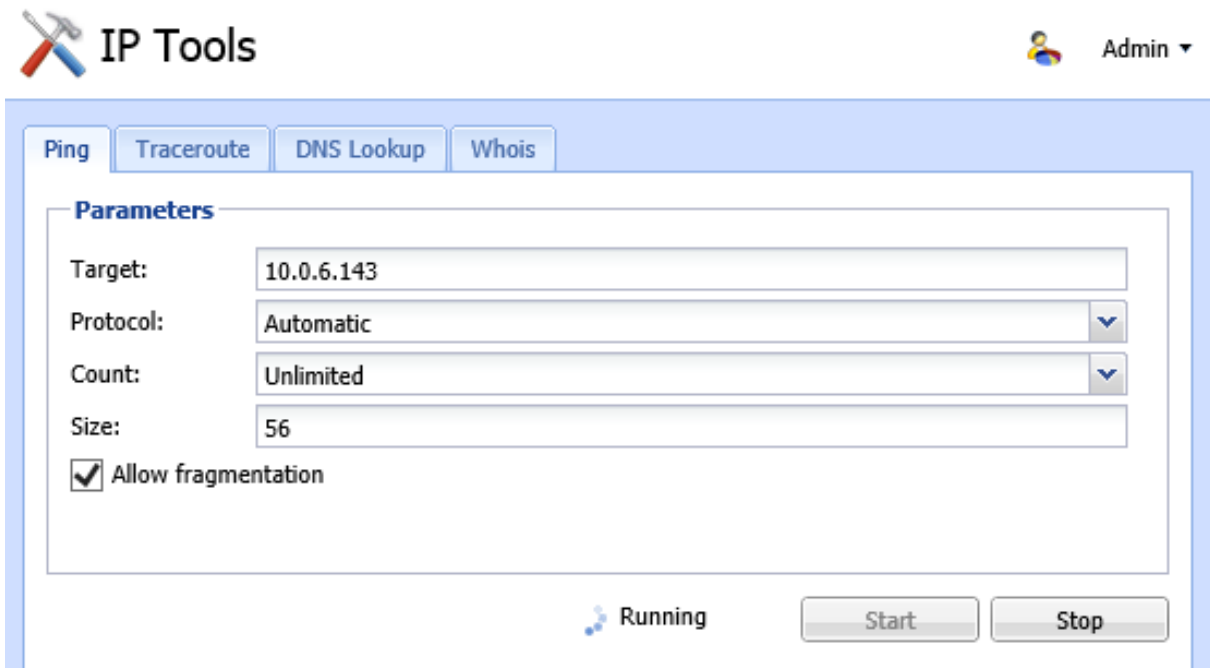 IP Tools
Admin
Ping Traceroute DNS Lookup Whois
Parameters
Target: 10.0.6.143
Protocol: Automatic
Count: Unlimited
Size: 56
Allow fragmentation
Running Start Stop